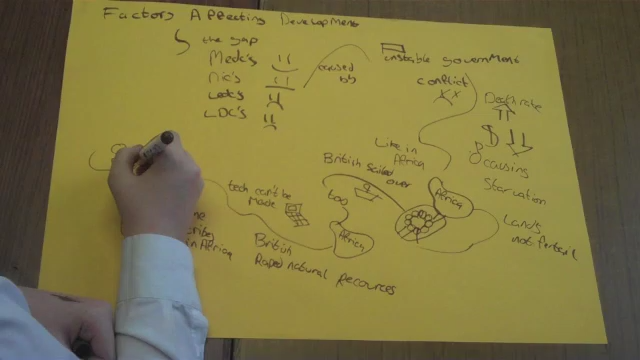 Factors Affecting Development
the gap
Medc's
nic's
Ledc's
LDC's
caused
by
unstable government
conflict
Death rate
$
causing
Starvation
Like in
Africa
British sailed
over
Africa
Lands
not fertail
too
Africa
tech can't be
Made
British
Raped natural Recources
in Africa